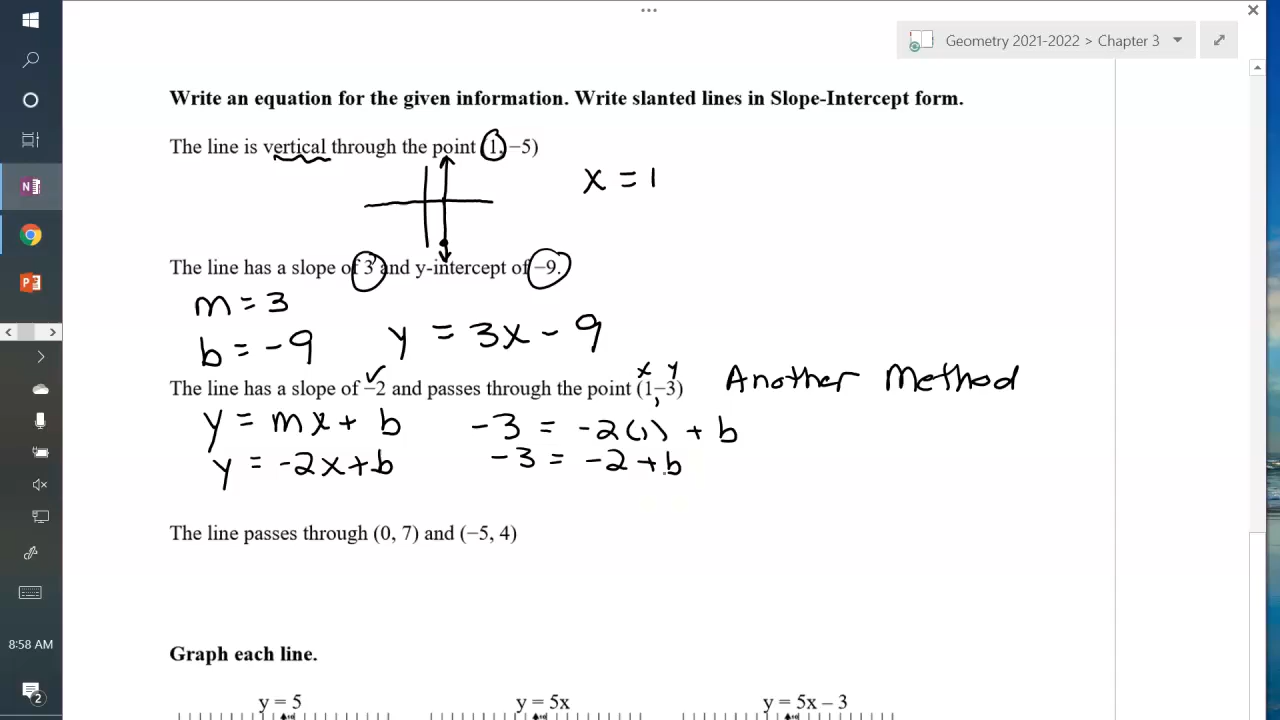 Geometry 2021-2022 > Chapter 3
Write an equation for the given information. Write slanted lines in Slope-Intercept form.
The line is vertical through the point (1, −5)
x = 1
The line has a slope of 3 and y-intercept of −9.
m = 3
b = -9
y = 3x - 9
x y
The line has a slope of −2 and passes through the point (1,−3)
Another Method
y = mx + b
-3 = -2(1) + b
y = -2x+b
-3 = -2+b
The line passes through (0, 7) and (−5, 4)
Graph each line.
y = 5
y = 5x
y = 5x – 3
8:58 AM
2